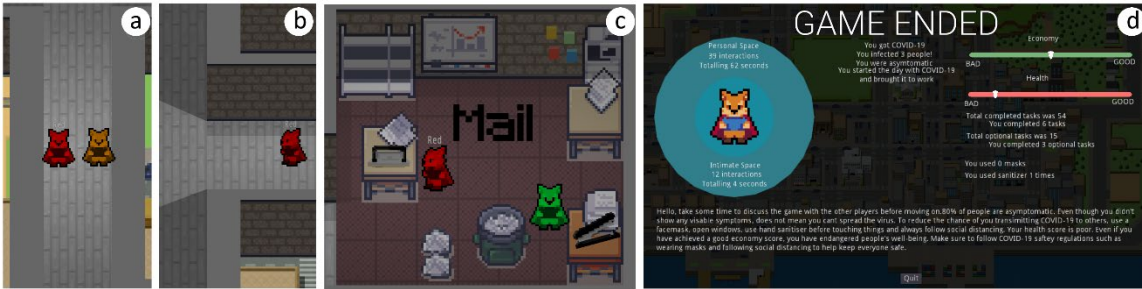 a
b
c
Mail
Red
d
GAME ENDED
Personal Space
39 interactions
Totalling 62 seconds
Intimate Space
12 interactions
Totalling 4 seconds
You got COVID-19
You infected 3 people!
You were asymtomatic
You started the day with COVID-19
and brought it to work
Economy
BAD
GOOD
Health
BAD
GOOD
Total completed tasks was 54
You completed 6 tasks
Total optional tasks was 15
You completed 3 optional tasks
You used 0 masks
You used sanitizer 1 times
Hello, take some time to discuss the game with the other players before moving on.80% of people are asymptomatic. Even though you didn't
show any visable symptoms, does not mean you cant spread the virus. To reduce the chance of you transimitting COVID-19 to others, use a
facemask, open windows, use hand sanitiser before touching things and always follow social distancing. Your health score is poor. Even if you
have achieved a good economy score, you have endangered people's well-being. Make sure to follow COVID-19 saftey regulations such as
wearing masks and following social distancing to help keep everyone safe.
Quit